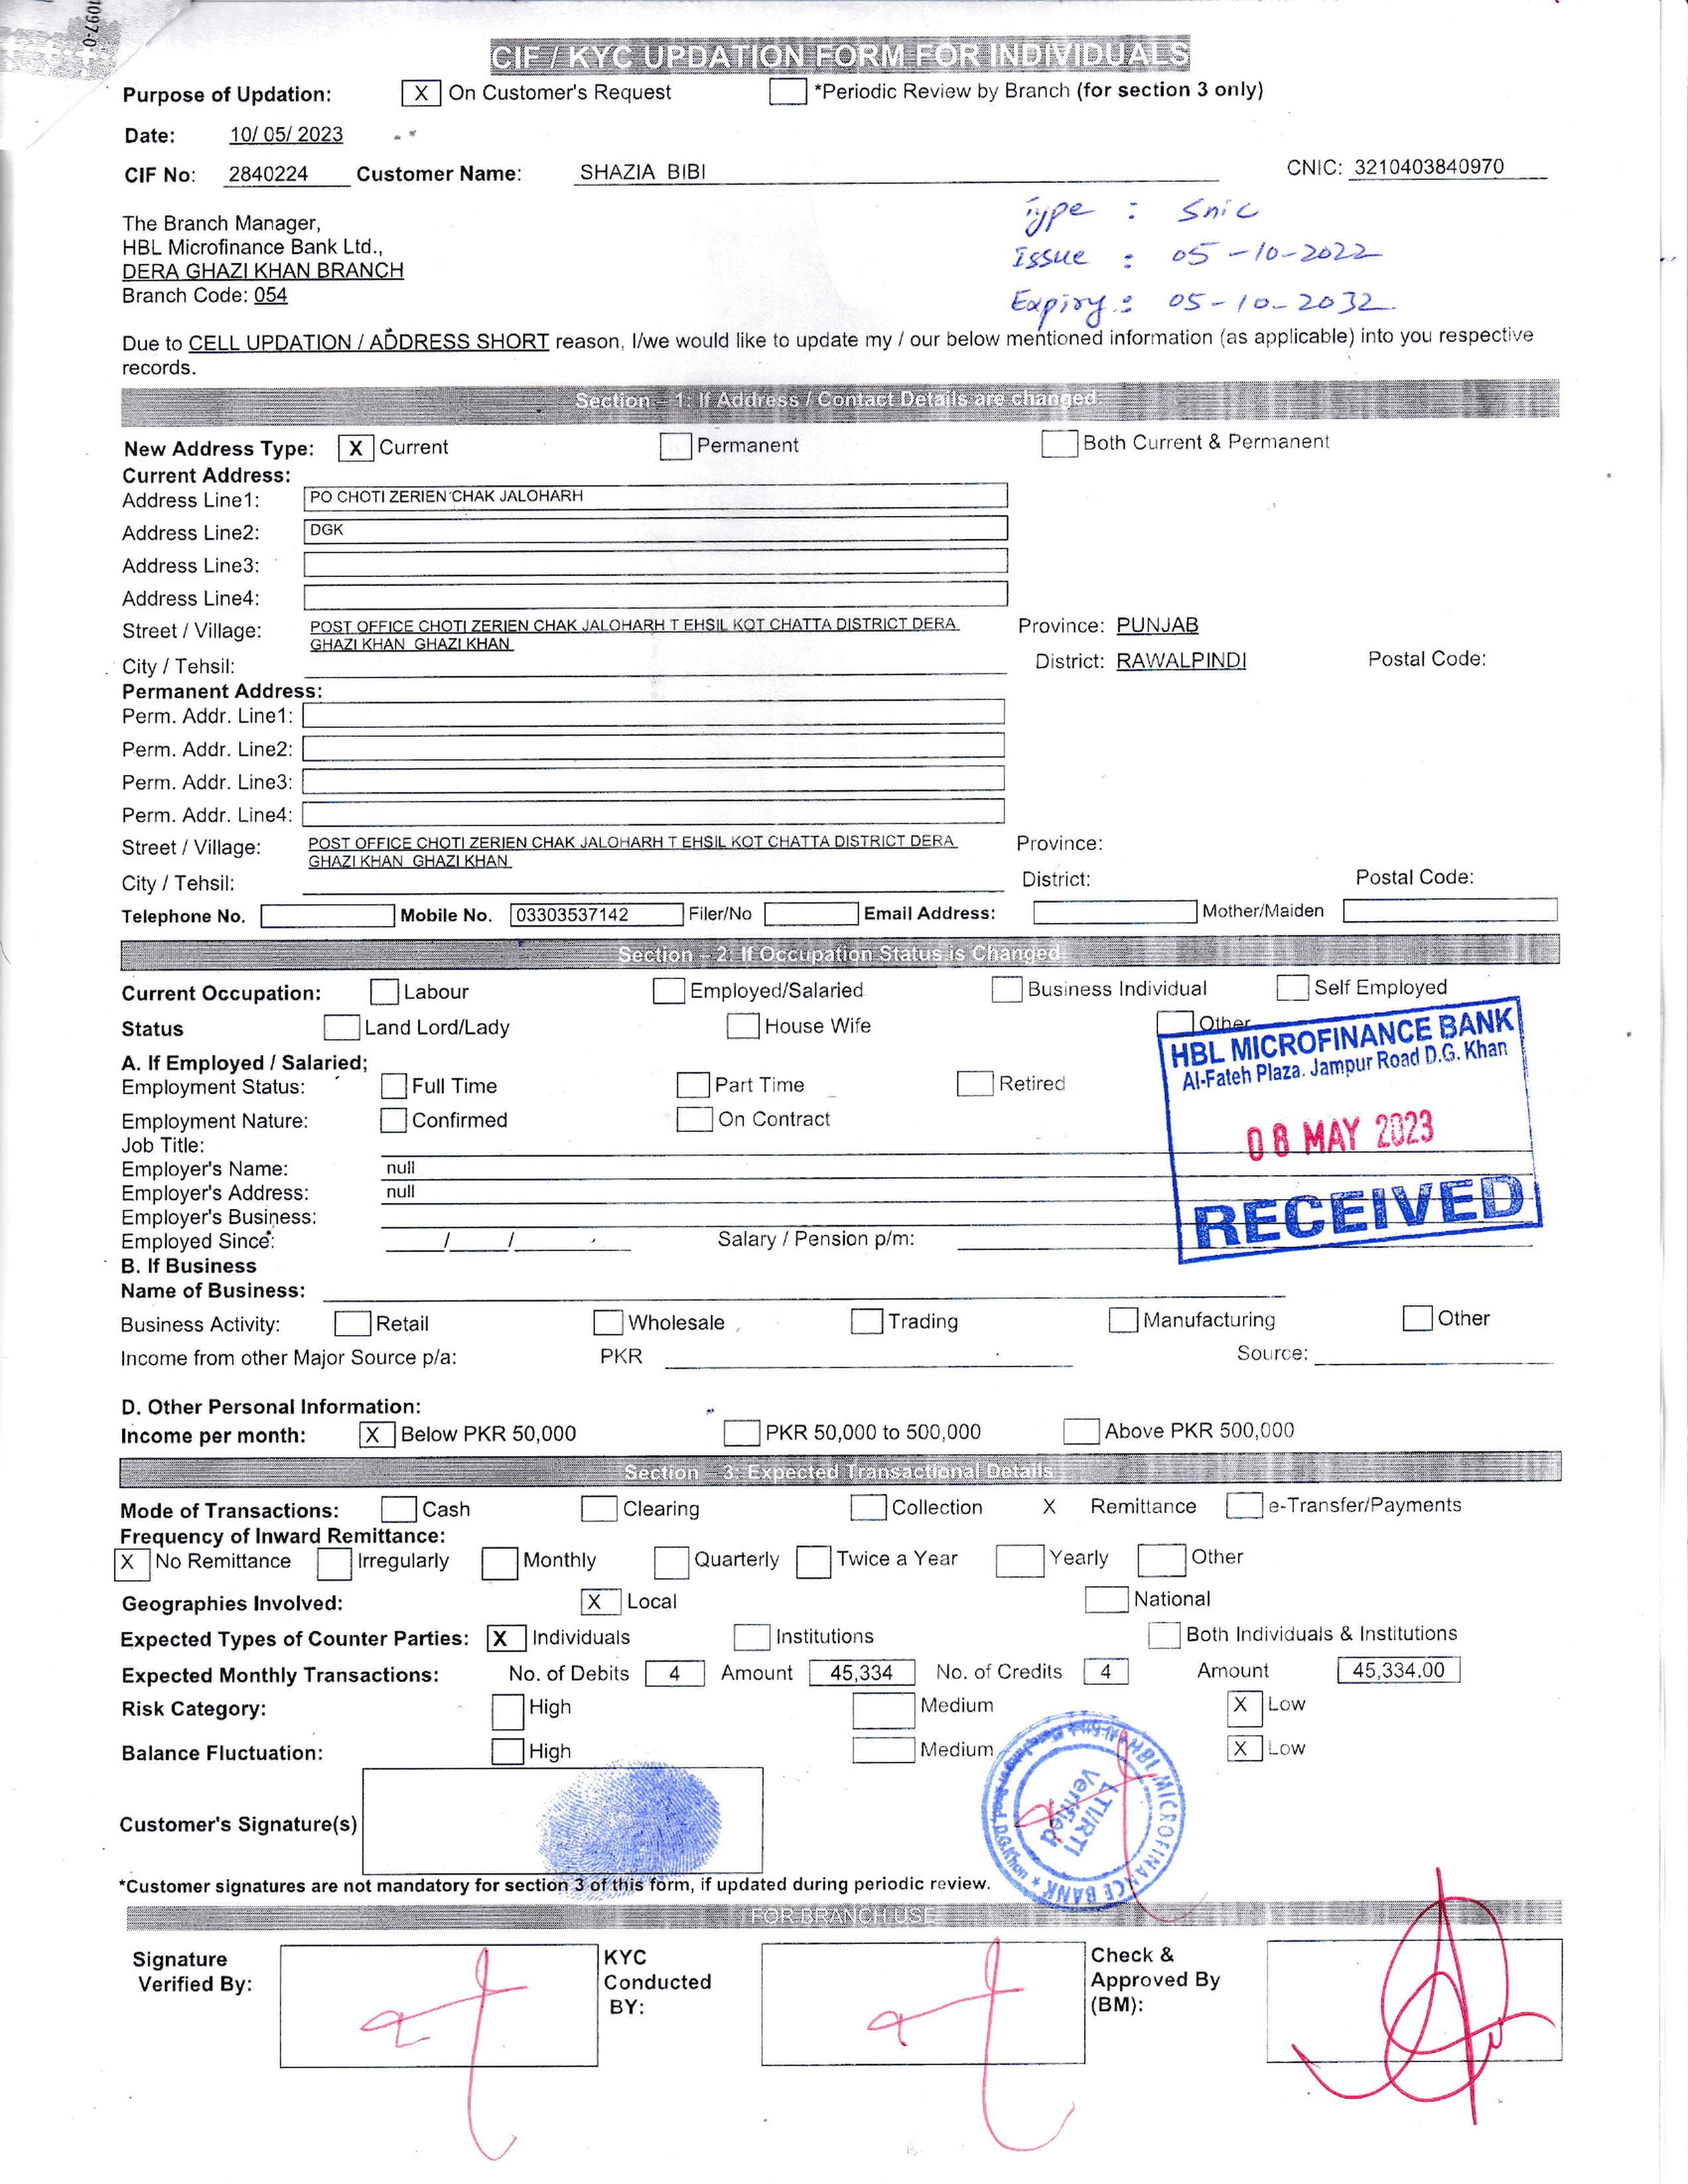 1097-0
CIF / KYC UPDATION FORM FOR INDIVIDUALS
Purpose of Updation: X On Customer's Request *Periodic Review by Branch (for section 3 only)
Date: 10/ 05/ 2023
CIF No: 2840224 Customer Name: SHAZIA BIBI CNIC: 3210403840970
Type : Snic
The Branch Manager,
HBL Microfinance Bank Ltd.,
Issue : 05-10-2022
DERA GHAZI KHAN BRANCH
Branch Code: 054
Expiry : 05-10-2032
Due to CELL UPDATION / ADDRESS SHORT reason, I/we would like to update my / our below mentioned information (as applicable) into you respective
records.
Section - 1: If Address / Contact Details are changed
New Address Type: X Current Permanent Both Current & Permanent
Current Address:
Address Line1: PO CHOTI ZERIEN CHAK JALOHARH
Address Line2: DGK
Address Line3:
Address Line4:
Street / Village: POST OFFICE CHOTI ZERIEN CHAK JALOHARH T EHSIL KOT CHATTA DISTRICT DERA Province: PUNJAB
GHAZI KHAN GHAZI KHAN
City / Tehsil: District: RAWALPINDI Postal Code:
Permanent Address:
Perm. Addr. Line1:
Perm. Addr. Line2:
Perm. Addr. Line3:
Perm. Addr. Line4:
Street / Village: POST OFFICE CHOTI ZERIEN CHAK JALOHARH T EHSIL KOT CHATTA DISTRICT DERA Province:
GHAZI KHAN GHAZI KHAN
City / Tehsil: District: Postal Code:
Telephone No. Mobile No. 03303537142 Filer/No Email Address: Mother/Maiden
Section - 2. If Occupation Status is Changed
Current Occupation: Labour Employed/Salaried Business Individual Self Employed
Status Land Lord/Lady House Wife Other
HBL MICROFINANCE BANK
Al-Fateh Plaza. Jampur Road D.G. Khan
08 MAY 2023
RECEIVED
A. If Employed / Salaried;
Employment Status: Full Time Part Time Retired
Employment Nature: Confirmed On Contract
Job Title:
Employer's Name: null
Employer's Address: null
Employer's Business:
Employed Since: / / Salary / Pension p/m:
B. If Business
Name of Business:
Business Activity: Retail Wholesale Trading Manufacturing Other
Income from other Major Source p/a: PKR Source:
D. Other Personal Information:
Income per month: X Below PKR 50,000 PKR 50,000 to 500,000 Above PKR 500,000
Section - 3: Expected Transactional Details
Mode of Transactions: Cash Clearing Collection X Remittance e-Transfer/Payments
Frequency of Inward Remittance:
X No Remittance Irregularly Monthly Quarterly Twice a Year Yearly Other
Geographies Involved: X Local National
Expected Types of Counter Parties: X Individuals Institutions Both Individuals & Institutions
Expected Monthly Transactions: No. of Debits 4 Amount 45,334 No. of Credits 4 Amount 45,334.00
Risk Category: High Medium X Low
Balance Fluctuation: High Medium X Low
HBL MICROFINANCE BANK
Verified
Customer's Signature(s)
*Customer signatures are not mandatory for section 3 of this form, if updated during periodic review.
FOR BRANCH USE
Signature KYC Check &
Verified By: Conducted Approved By
BY: (BM):